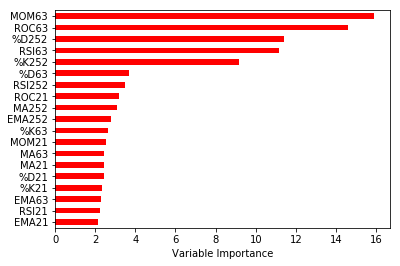 MOM63
ROC63
%D252
RSI63
%K252
%D63
RSI252
ROC21
MA252
EMA252
%K63
MOM21
MA63
MA21
%D21
%K21
EMA63
RSI21
EMA21
0 2 4 6 8 10 12 14 16
Variable Importance